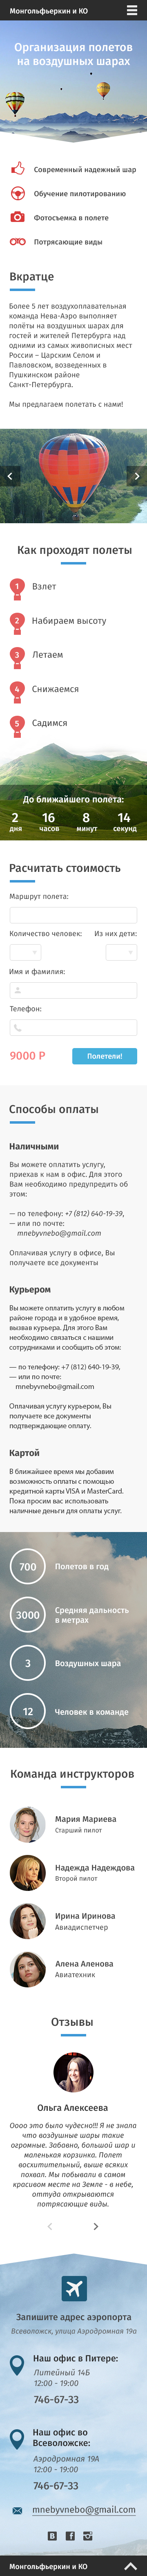 Монгольфьеркин и КО
Организация полетов
на воздушных шарах
Современный надежный шар
Обучение пилотированию
Фотосъемка в полете
Потрясающие виды
Вкратце
Более 5 лет воздухоплавательная
команда Нева-Аэро выполняет
полёты на воздушных шарах для
гостей и жителей Петербурга над
одними из самых живописных мест
России – Царским Селом и
Павловском, возведенных в
Пушкинском районе
Санкт-Петербурга.
Мы предлагаем полетать с нами!
Как проходят полеты
1 Взлет
2 Набираем высоту
3 Летаем
4 Снижаемся
5 Садимся
До ближайшего полета:
2 16 8 14
дня часов минут секунд
Расчитать стоимость
Маршрут полета:
Количество человек: Из них дети:
Имя и фамилия:
Телефон:
9000 Р Полетели!
Способы оплаты
Наличными
Вы можете оплатить услугу,
приехав к нам в офис. Для этого
Вам необходимо предупредить об
этом:
— по телефону: +7 (812) 640-19-39,
— или по почте:
mnebyvnebo@gmail.com
Оплачивая услугу в офисе, Вы
получаете все документы
Курьером
Вы можете оплатить услугу в любом
районе города и в удобное время,
вызвав курьера. Для этого Вам
необходимо связаться с нашими
сотрудниками и сообщить об этом:
— по телефону: +7 (812) 640-19-39,
— или по почте:
mnebyvnebo@gmail.com
Оплачивая услугу курьером, Вы
получаете все документы
подтверждающие оплату.
Картой
В ближайшее время мы добавим
возможность оплаты с помощью
кредитной карты VISA и MasterCard.
Пока просим вас использовать
наличные деньги для оплаты услуг.
700 Полетов в год
3000 Средняя дальность
в метрах
3 Воздушных шара
12 Человек в команде
Команда инструкторов
Мария Мариева
Старший пилот
Надежда Надеждова
Второй пилот
Ирина Иринова
Авиадиспетчер
Алена Аленова
Авиатехник
Отзывы
Ольга Алексеева
Оооо это было чудесно!!! Я не знала
что воздушные шары такие
огромные. Забавно, большой шар и
маленькая корзинка. Полет
восхитительный, выше всяких
похвал. Мы побывали в самом
красивом месте на Земле - в небе,
оттуда открываются
потрясающие виды.
Запишите адрес аэропорта
Всеволожск, улица Аэродромная 19а
Наш офис в Питере:
Литейный 14Б
12:00 - 19:00
746-67-33
Наш офис во
Всеволожске:
Аэродромная 19А
12:00 - 19:00
746-67-33
mnebyvnebo@gmail.com
Монгольфьеркин и КО